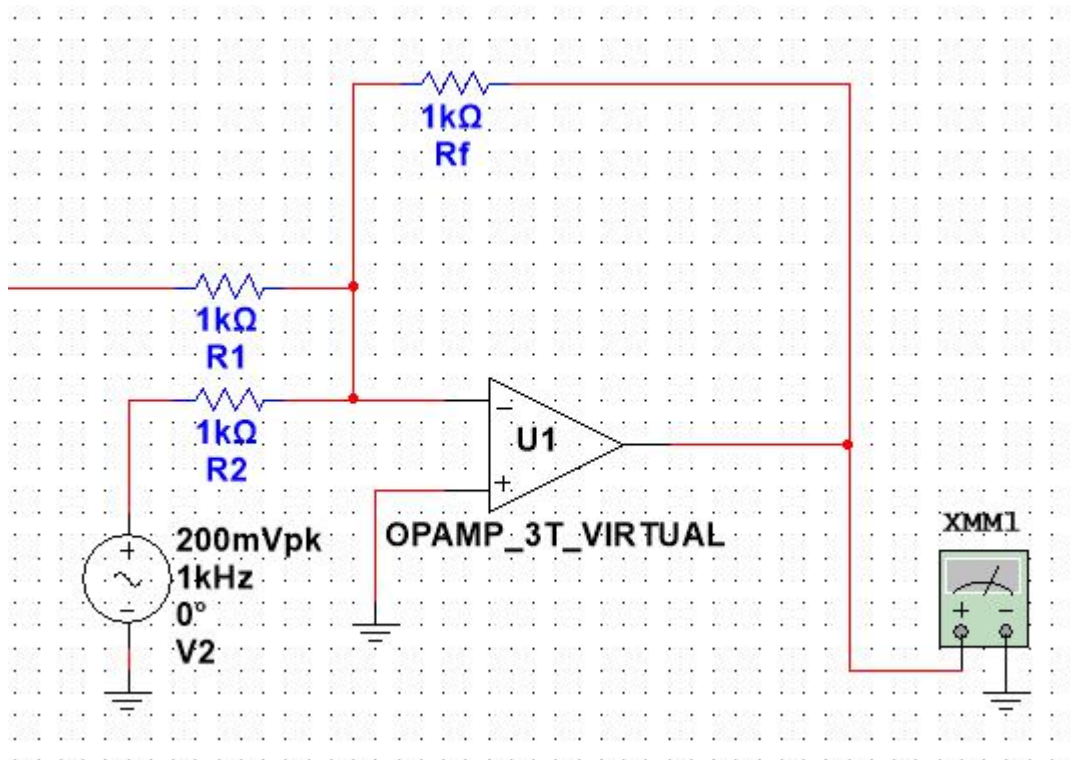 1kΩ
Rf
1kΩ
R1
1kΩ
R2
−
+
U1
OPAMP_3T_VIRTUAL
+
−
200mVpk
1kHz
0°
V2
XMM1
+ −